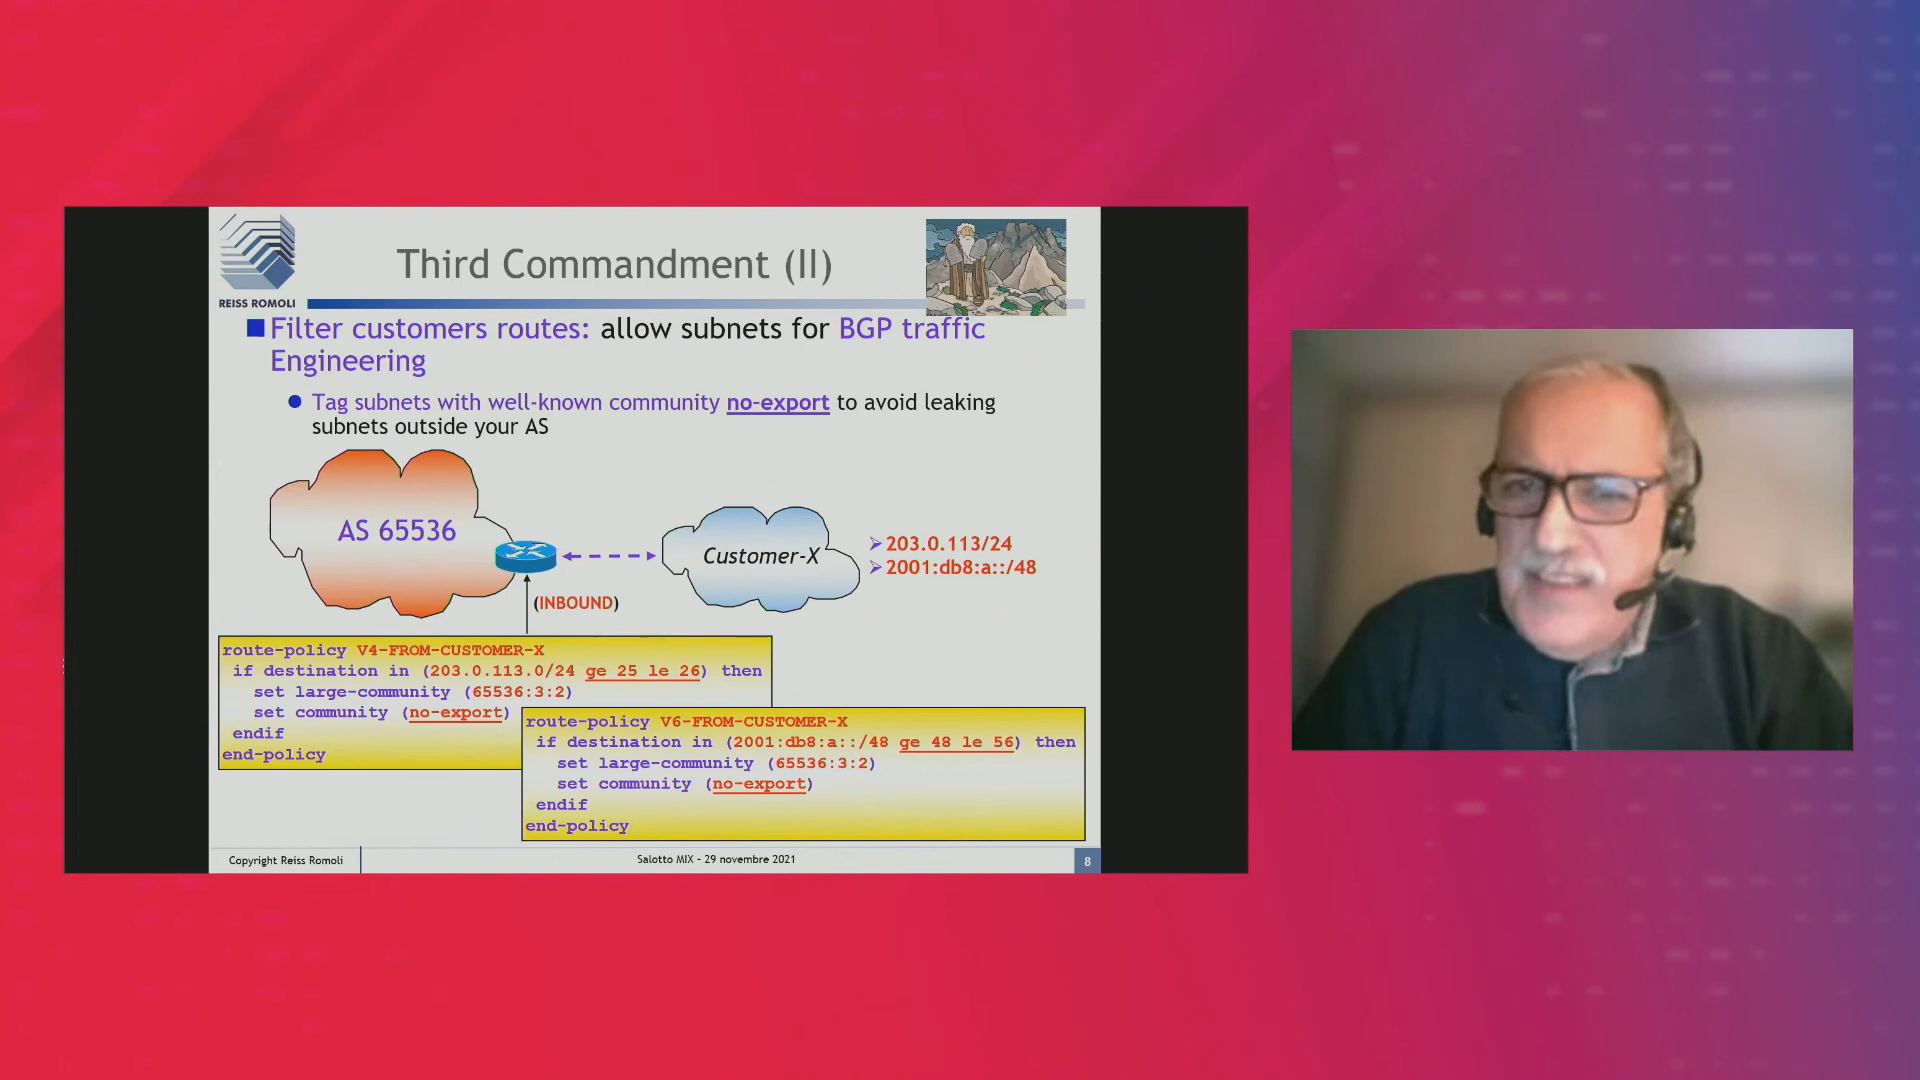 REISS ROMOLI
Third Commandment (II)
Filter customers routes: allow subnets for BGP traffic
Engineering
Tag subnets with well-known community no-export to avoid leaking
subnets outside your AS
AS 65536
Customer-X
203.0.113/24
2001:db8:a::/48
(INBOUND)
route-policy V4-FROM-CUSTOMER-X
if destination in (203.0.113.0/24 ge 25 le 26) then
set large-community (65536:3:2)
set community (no-export)
endif
end-policy
route-policy V6-FROM-CUSTOMER-X
if destination in (2001:db8:a::/48 ge 48 le 56) then
set large-community (65536:3:2)
set community (no-export)
endif
end-policy
Copyright Reiss Romoli
Salotto MIX - 29 novembre 2021
8